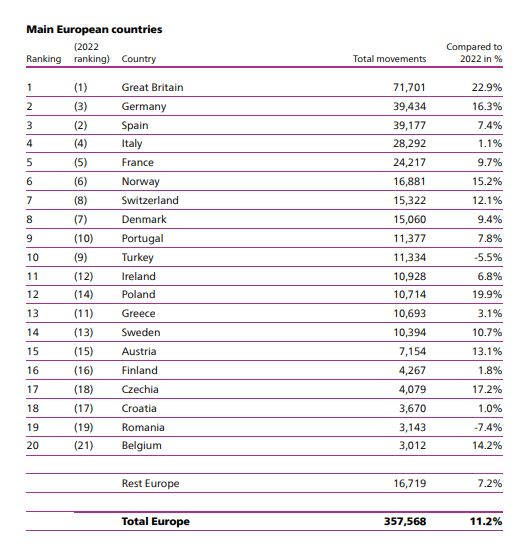 Main European countries
Ranking (2022 ranking) Country Total movements Compared to 2022 in %
1 (1) Great Britain 71,701 22.9%
2 (3) Germany 39,434 16.3%
3 (2) Spain 39,177 7.4%
4 (4) Italy 28,292 1.1%
5 (5) France 24,217 9.7%
6 (6) Norway 16,881 15.2%
7 (8) Switzerland 15,322 12.1%
8 (7) Denmark 15,060 9.4%
9 (10) Portugal 11,377 7.8%
10 (9) Turkey 11,334 -5.5%
11 (12) Ireland 10,928 6.8%
12 (14) Poland 10,714 19.9%
13 (11) Greece 10,693 3.1%
14 (13) Sweden 10,394 10.7%
15 (15) Austria 7,154 13.1%
16 (16) Finland 4,267 1.8%
17 (18) Czechia 4,079 17.2%
18 (17) Croatia 3,670 1.0%
19 (19) Romania 3,143 -7.4%
20 (21) Belgium 3,012 14.2%
Rest Europe 16,719 7.2%
Total Europe 357,568 11.2%